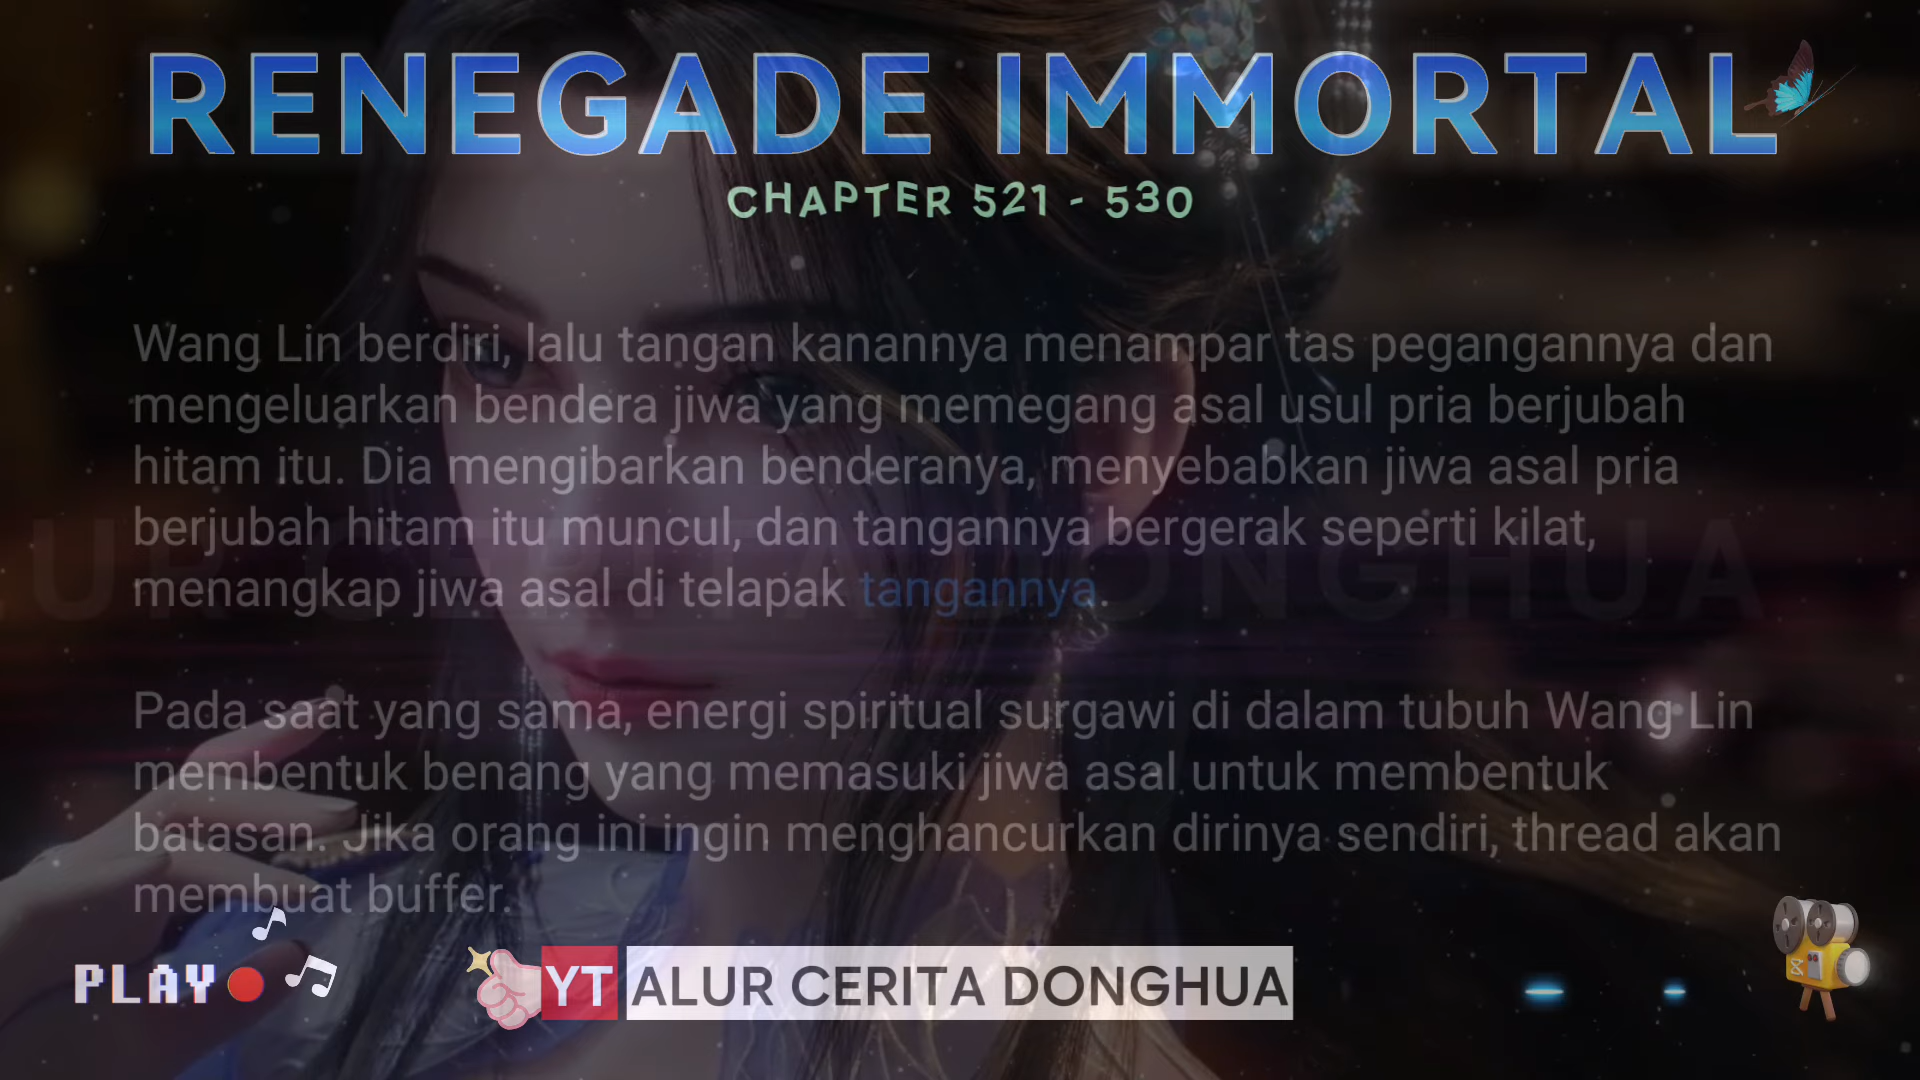 RENEGADE IMMORTAL
CHAPTER 521 - 530
Wang Lin berdiri, lalu tangan kanannya menampar tas pegangannya dan
mengeluarkan bendera jiwa yang memegang asal usul pria berjubah
hitam itu. Dia mengibarkan benderanya, menyebabkan jiwa asal pria
berjubah hitam itu muncul, dan tangannya bergerak seperti kilat,
menangkap jiwa asal di telapak tangannya.
Pada saat yang sama, energi spiritual surgawi di dalam tubuh Wang Lin
membentuk benang yang memasuki jiwa asal untuk membentuk
batasan. Jika orang ini ingin menghancurkan dirinya sendiri, thread akan
membuat buffer.
PLAY
YT ALUR CERITA DONGHUA